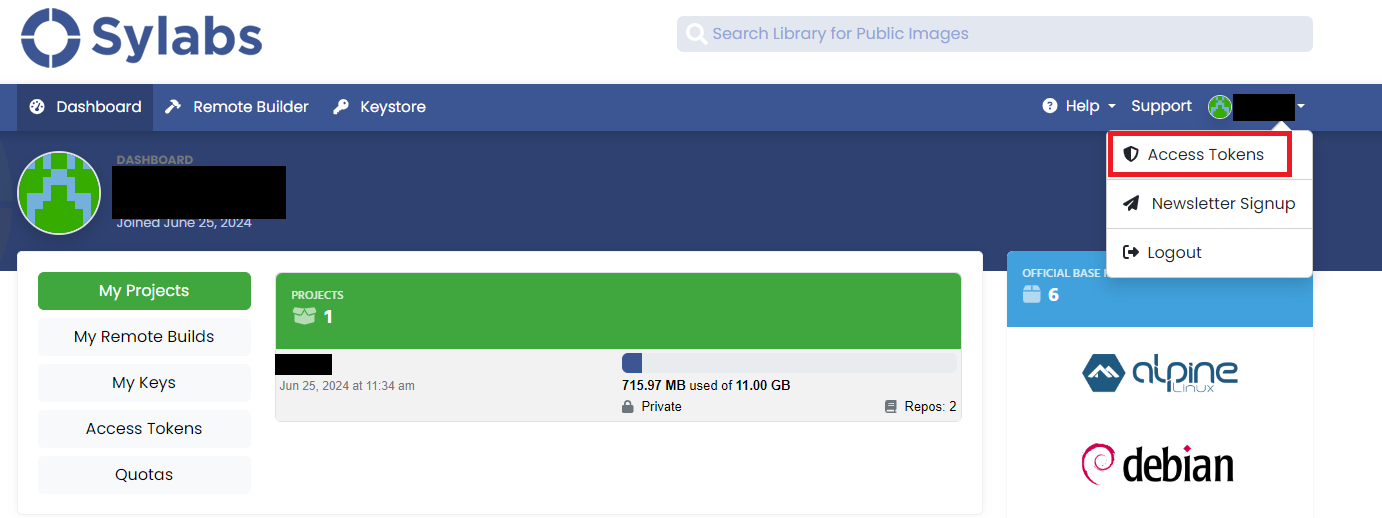 Sylabs
Search Library for Public Images
Dashboard
Remote Builder
Keystore
Help
Support
Access Tokens
Newsletter Signup
Logout
DASHBOARD
Joined June 25, 2024
My Projects
My Remote Builds
My Keys
Access Tokens
Quotas
PROJECTS
1
Jun 25, 2024 at 11:34 am
715.97 MB used of 11.00 GB
Private
Repos: 2
OFFICIAL BASE
6
alpine
Linux
debian